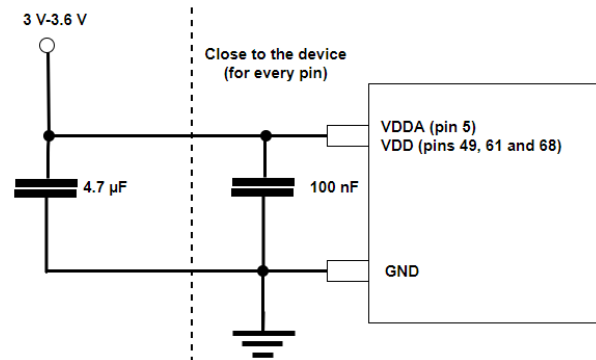 3 V-3.6 V
Close to the device
(for every pin)
VDDA (pin 5)
VDD (pins 49, 61 and 68)
4.7 µF
100 nF
GND